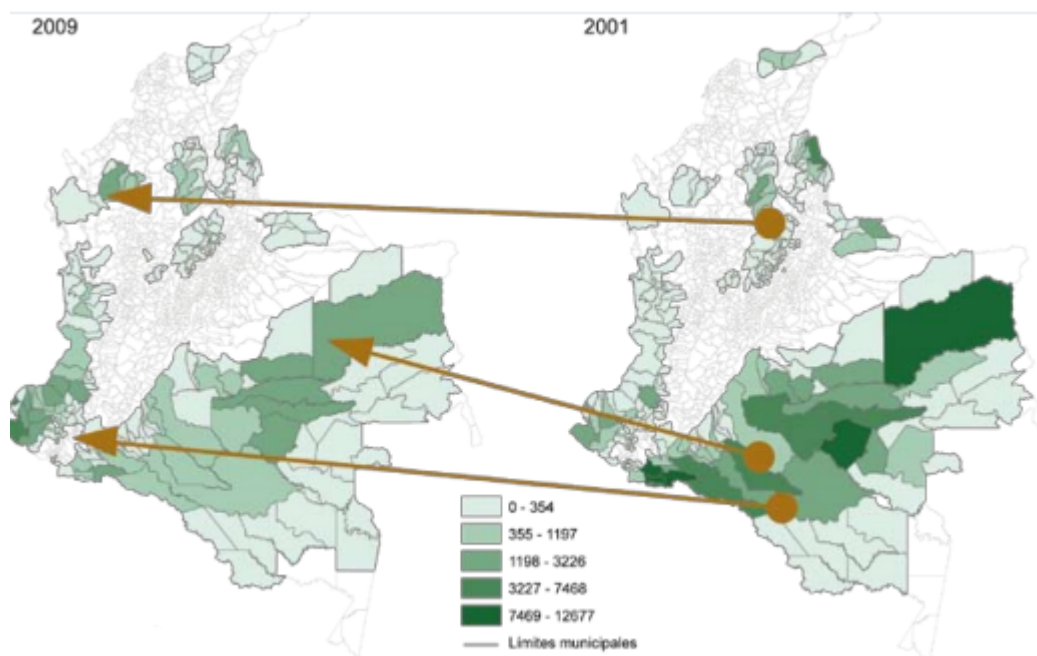 2009
2001
0 - 354
355 - 1197
1198 - 3226
3227 - 7468
7469 - 12677
Límites municipales